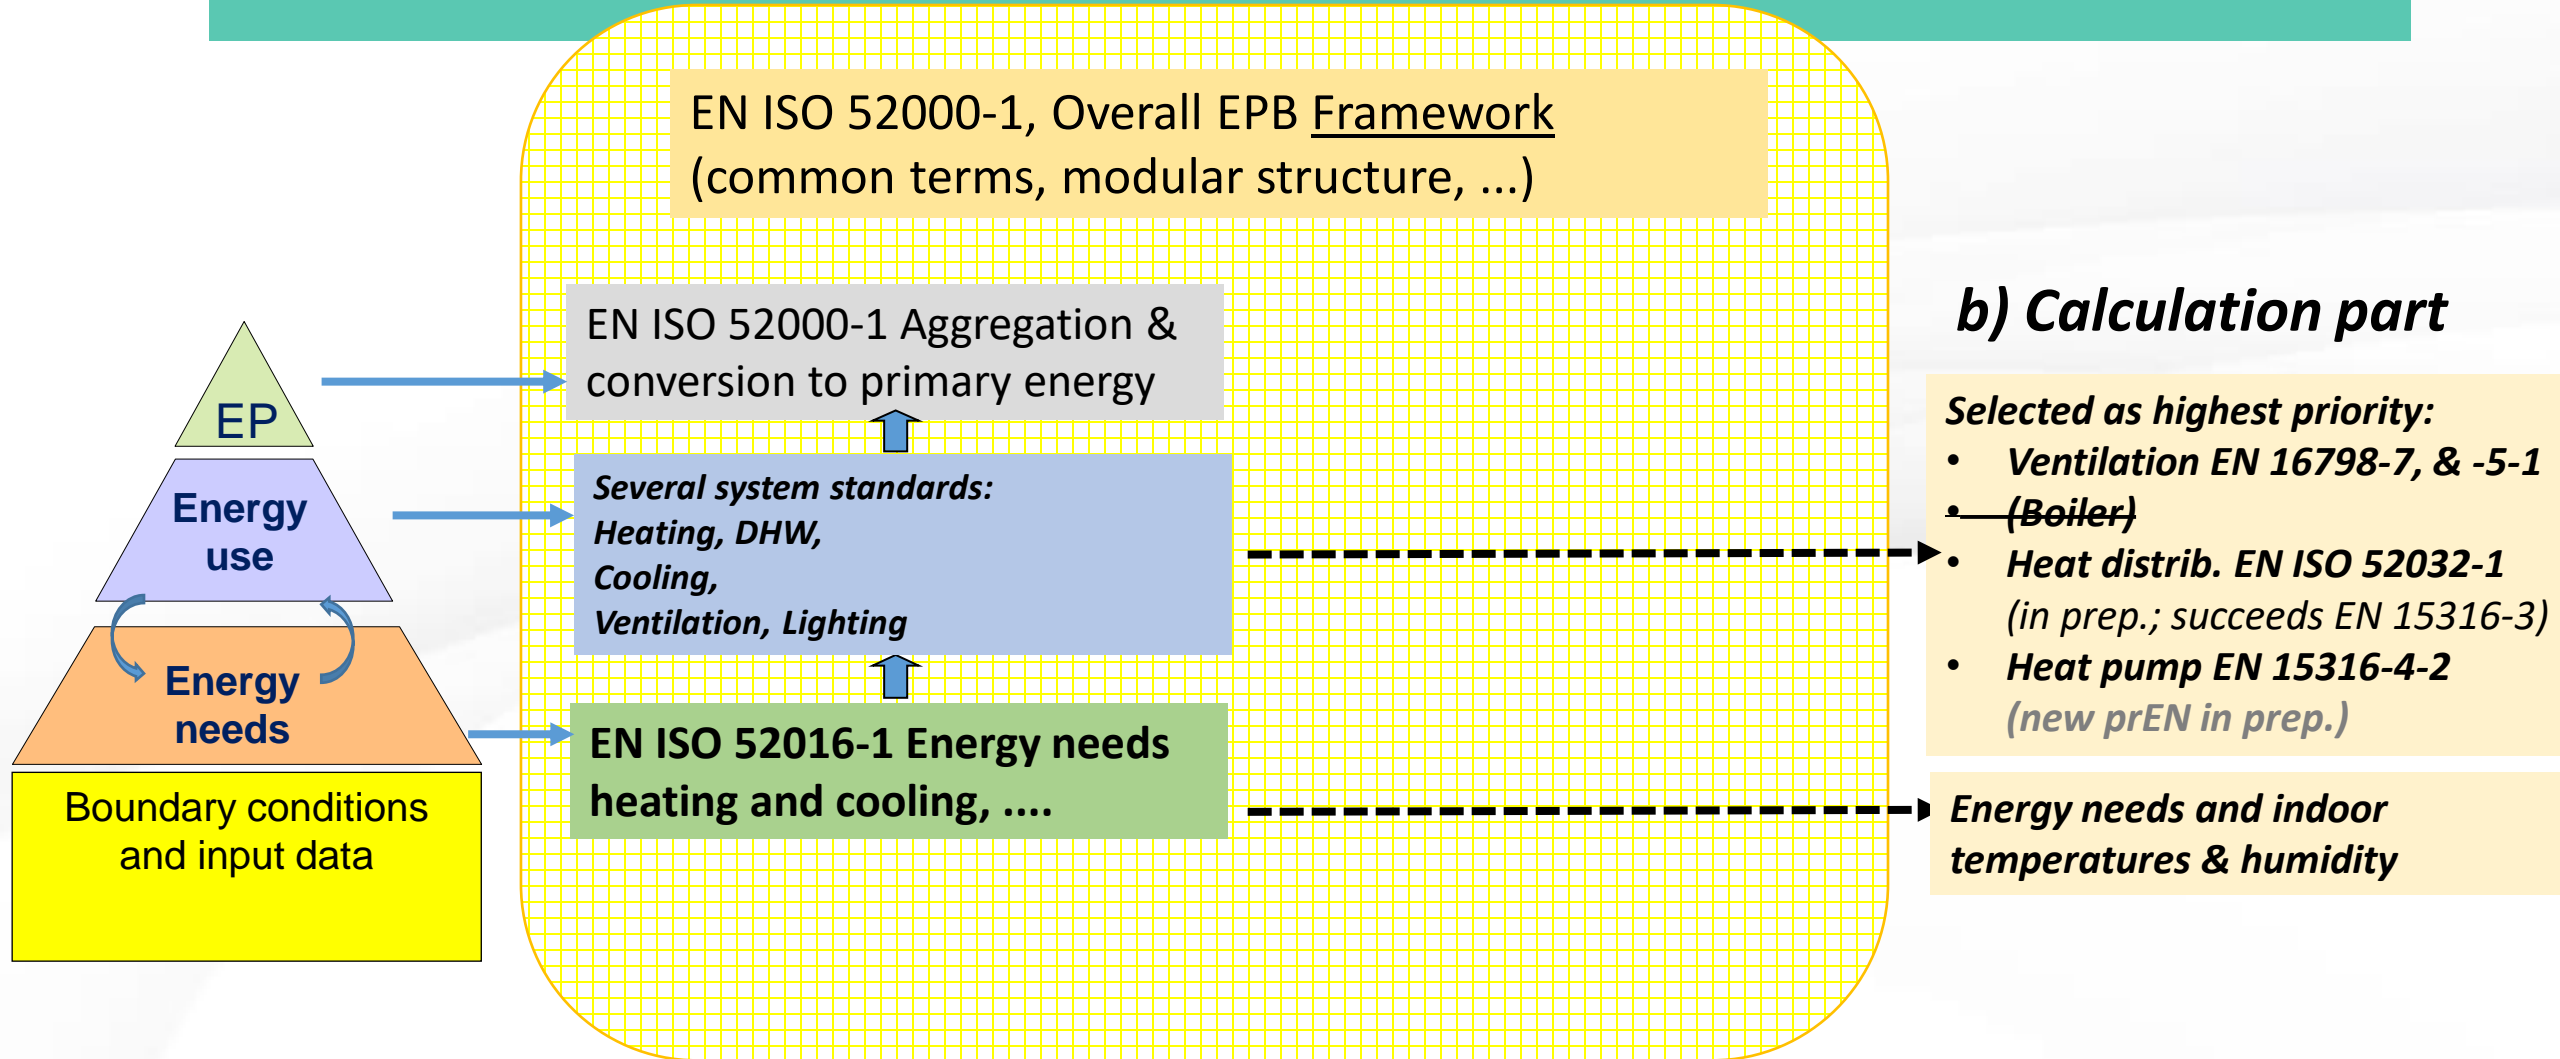 EN ISO 52000-1, Overall EPB Framework
(common terms, modular structure, ...)
EP
Energy
use
Energy
needs
Boundary conditions
and input data
EN ISO 52000-1 Aggregation &
conversion to primary energy
Several system standards:
Heating, DHW,
Cooling,
Ventilation, Lighting
EN ISO 52016-1 Energy needs
heating and cooling, ....
b) Calculation part
Selected as highest priority:
• Ventilation EN 16798-7, & -5-1
• (Boiler)
• Heat distrib. EN ISO 52032-1
(in prep.; succeeds EN 15316-3)
• Heat pump EN 15316-4-2
(new prEN in prep.)
Energy needs and indoor
temperatures & humidity